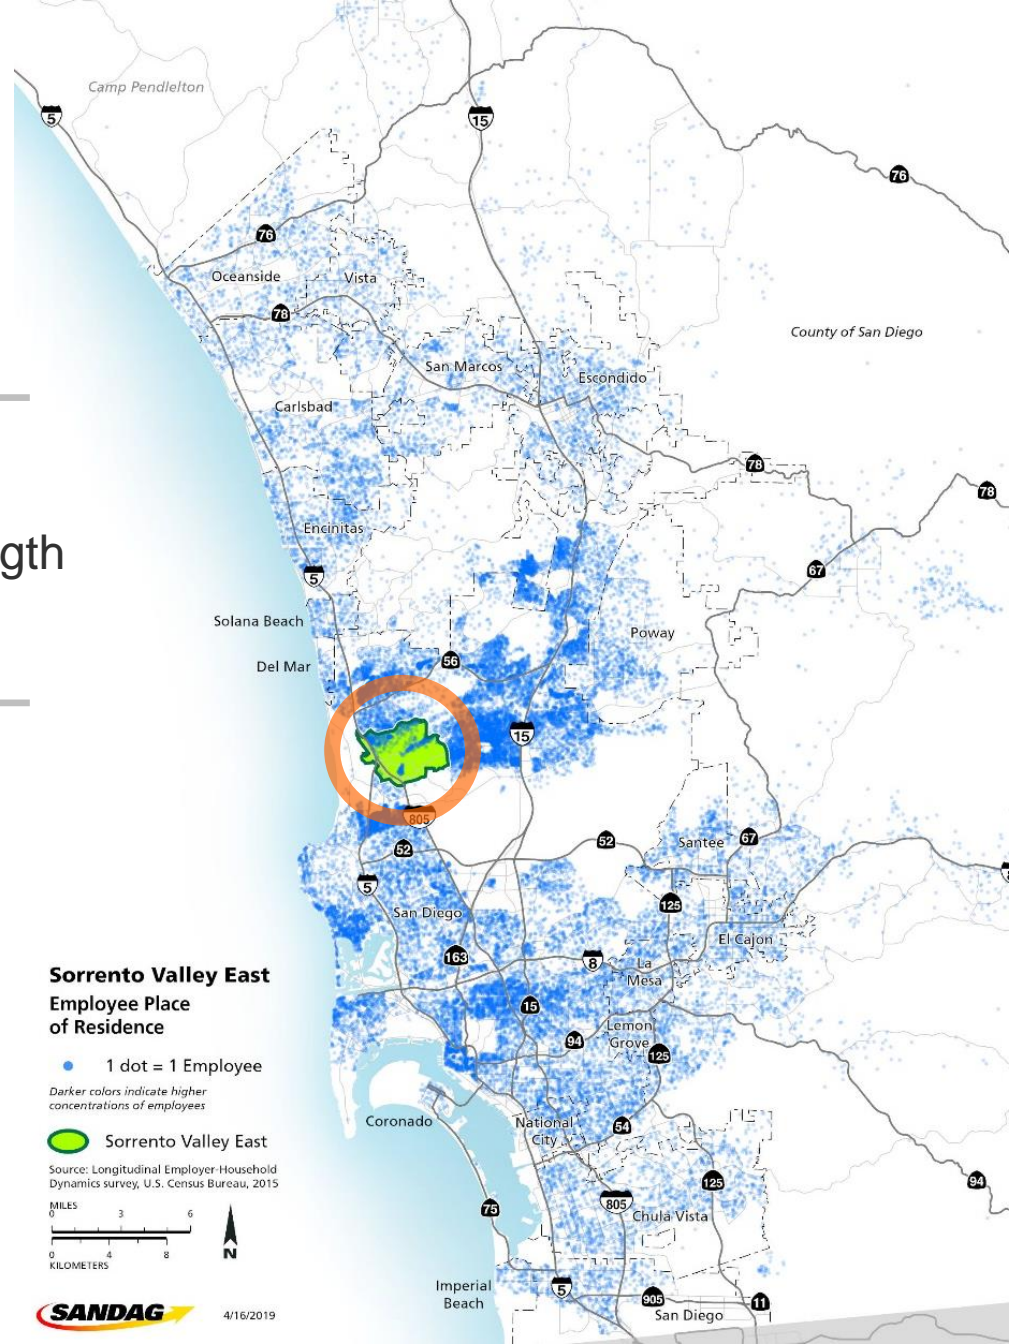 Camp Pendleton
5
15
76
76
Oceanside
Vista
78
County of San Diego
San Marcos
Escondido
Carlsbad
78
78
Encinitas
gth
67
5
Solana Beach
Poway
Del Mar
56
15
805
52
52
Santee
67
5
125
San Diego
El Cajon
163
8
La
Mesa
Sorrento Valley East
Employee Place
of Residence
15
Lemon
Grove
94
125
1 dot = 1 Employee
Darker colors indicate higher
concentrations of employees
Coronado
National
City
54
Sorrento Valley East
Source: Longitudinal Employer-Household
Dynamics survey, U.S. Census Bureau, 2015
125
94
MILES
0 3 6
75
805
Chula Vista
N
0 4 8
KILOMETERS
Imperial
Beach
5
905
11
San Diego
SANDAG
4/16/2019